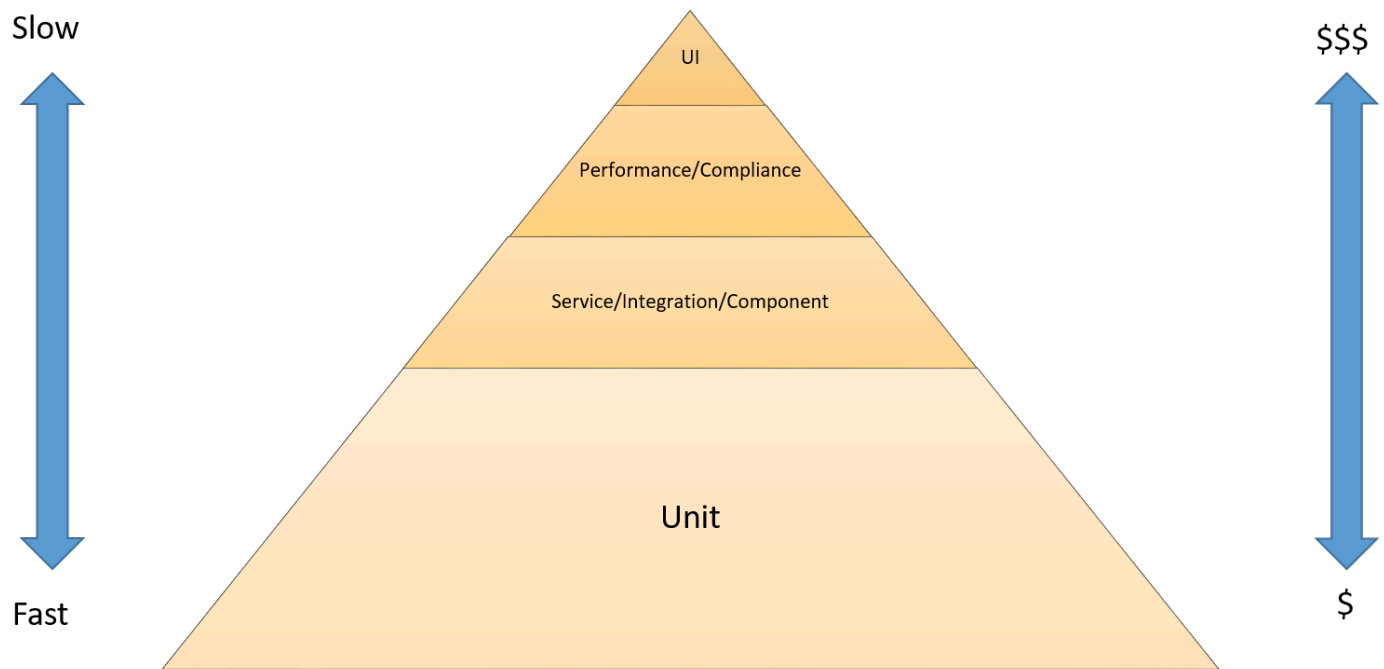 Slow
$$$
UI
Performance/Compliance
Service/Integration/Component
Unit
Fast
$